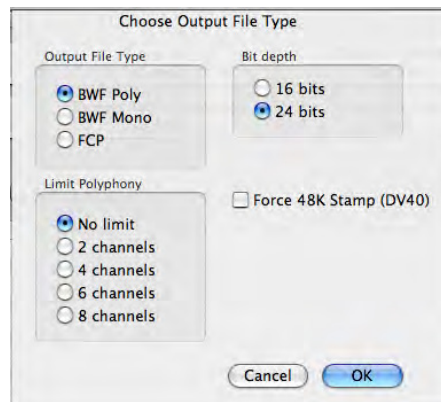 Choose Output File Type
Output File Type
BWF Poly
BWF Mono
FCP
Bit depth
16 bits
24 bits
Limit Polyphony
No limit
2 channels
4 channels
6 channels
8 channels
Force 48K Stamp (DV40)
Cancel
OK